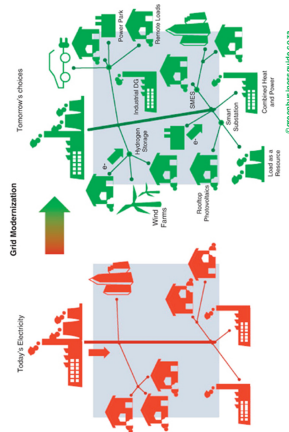 Grid Modernization
Today's Electricity
Tomorrow's choices
Power Park
Remote Loads
Industrial DG
Hydrogen
Storage
e-
Wind
Farms
SMES
e-
Rooftop
Photovoltaics
Smart
Substation
Combined Heat
and Power
Load as a
Resource